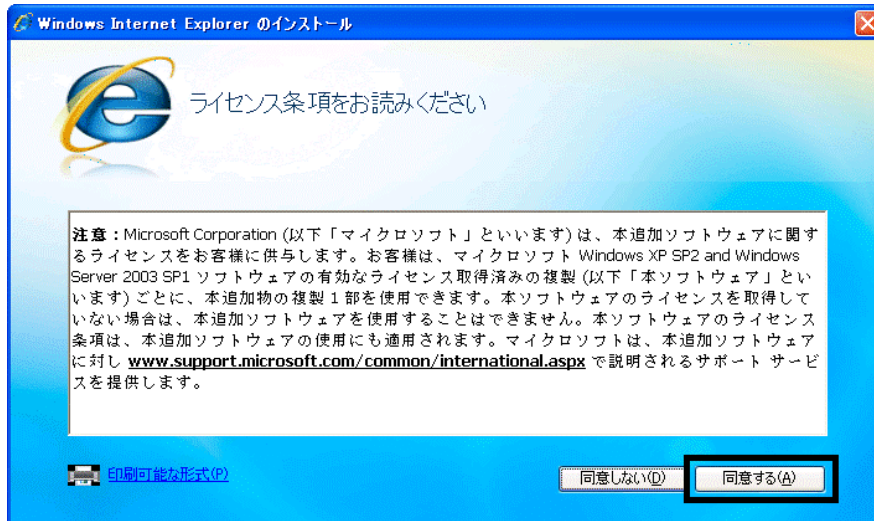 Windows Internet Explorer のインストール
ライセンス条項をお読みください
注意：Microsoft Corporation (以下「マイクロソフト」といいます) は、本追加ソフトウェアに関す
るライセンスをお客様に供与します。お客様は、マイクロソフト Windows XP SP2 and Windows
Server 2003 SP1 ソフトウェアの有効なライセンス取得済みの複製 (以下「本ソフトウェア」とい
います) ごとに、本追加物の複製 1 部を使用できます。本ソフトウェアのライセンスを取得して
いない場合は、本追加ソフトウェアを使用することはできません。本ソフトウェアのライセンス
条項は、本追加ソフトウェアの使用にも適用されます。マイクロソフトは、本追加ソフトウェア
に対し www.support.microsoft.com/common/international.aspx で説明されるサポート サービ
スを提供します。
印刷可能な形式(P)
同意しない(D)
同意する(A)